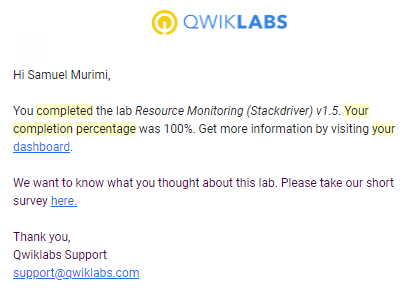 QWIKLABS
Hi Samuel Murimi,
You completed the lab Resource Monitoring (Stackdriver) v1.5. Your
completion percentage was 100%. Get more information by visiting your
dashboard.
We want to know what you thought about this lab. Please take our short
survey here.
Thank you,
Qwiklabs Support
support@qwiklabs.com